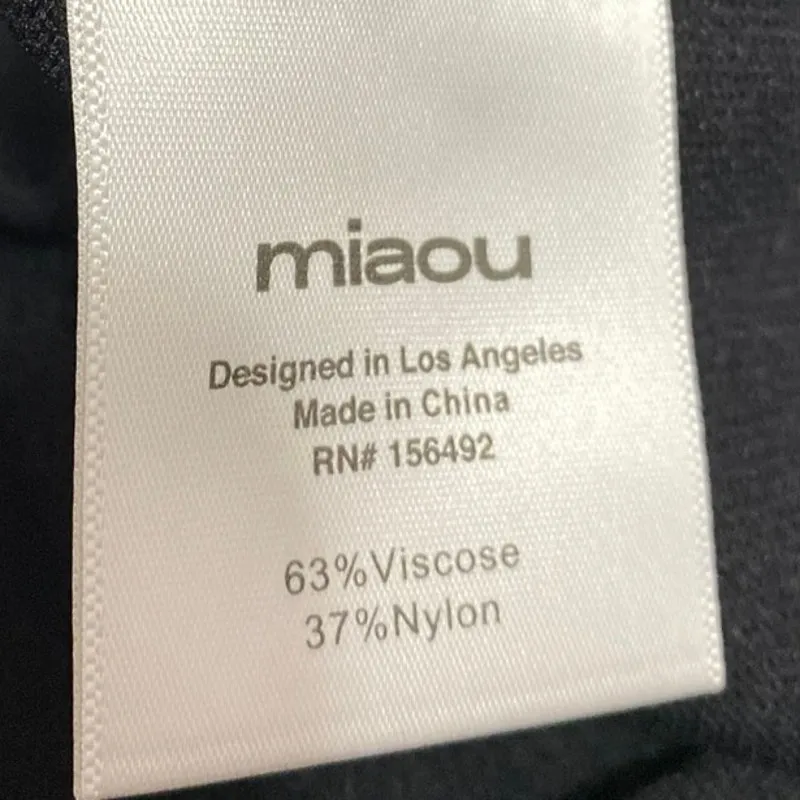 miaou
Designed in Los Angeles
Made in China
RN# 156492
63%Viscose
37%Nylon